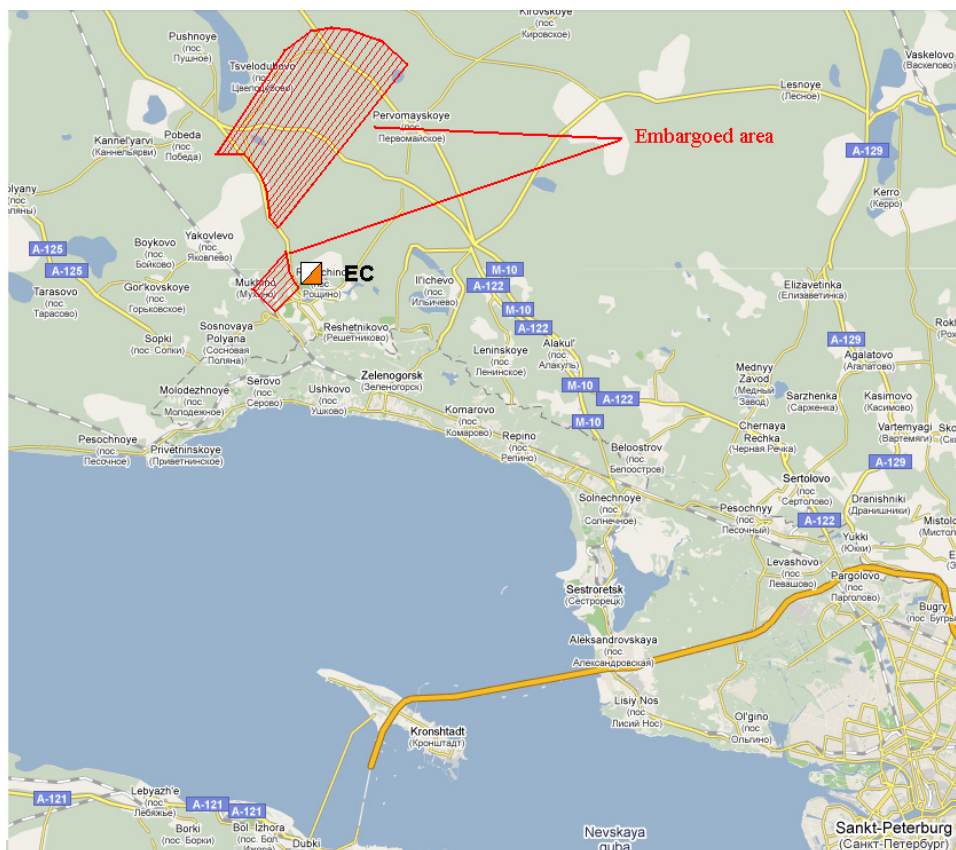 Kirovskoye
(пос.
Кировское)
Pushnoye
(пос.
Пушное)
Vaskelovo
(Васкелово)
Tsvelodubovo
(пос.
Цвелодубово)
Lesnoye
(Лесное)
Pervomayskoye
(пос.
Первомайское)
Embargoed area
Kannel'yarvi
(Каннельярви)
Pobeda
(пос.
Победа)
A-129
Kerro
(Керро)
A-125
A-125
Boykovo
(пос.
Бойково)
Yakovlevo
(пос.
Яковлево)
Tarasovo
(пос.
Тарасово)
Gor'kovskoye
(пос.
Горьковское)
EC
Рощино)
Il'ichevo
(пос.
Ильичево)
M-10
A-122
M-10
A-122
Elizavetinka
(Елизаветинка)
Sosnovaya
Polyana
(Сосновая
Поляна)
Sopki
(пос. Сопки)
Reshetnikovo
(Решетниково)
Leninskoye
(пос.
Ленинское)
Alakul'
(пос.
Алакуль)
A-129
Agalatovo
(Агалатово)
Zelenogorsk
(Зеленогорск)
Mednyy
Zavod
(Медный
Завод)
Molodezhnoye
(пос.
Молодежное)
Serovo
(пос.
Серово)
Ushkovo
(пос.
Ушково)
M-10
A-122
M-10
Sarzhenka
(Сарженка)
Kasimovo
(Касимово)
Komarovo
(пос.
Комарово)
Chernaya
Rechka
(Черная Речка)
Vartemyagi
(Вартемяги)
Pesochnoye
(пос.
Песочное)
Privetninskoye
(Приветнинское)
Repino
(пос.
Репино)
Beloostrov
(пос.
Белоостров)
A-129
Sertolovo
(пос.
Сертолово)
Solnechnoye
(пос.
Солнечное)
Pesochnyy
(пос.
Песочный)
Dranishniki
(Дранишники)
A-122
Yukki
(Юкки)
Levashovo
(пос.
Левашово)
Pargolovo
(пос.
Парголово)
Sestroretsk
(Сестрорецк)
Bugry
(пос.
Бугры)
Aleksandrovskaya
(пос.
Александровская)
Lisiy Nos
(пос.
Лисий Нос)
Ol'gino
(пос.
Ольгино)
Kronshtadt
(Кронштадт)
A-121
Lebyazh'e
(пос.
Лебяжье)
A-121
A-121
Borki
(пос. Борки)
Bol. Izhora
(пос. Бол.
Ижора)
Dubki
Nevskaya
guba
Sankt-Peterburg
(Санкт-Петербург)